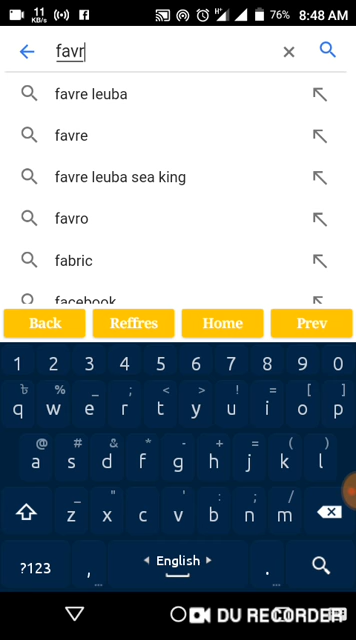 11 KB/s H+ 76% 8:48 AM
favr
favre leuba
favre
favre leuba sea king
favro
fabric
facebook
Back Reffres Home Prev
1 2 3 4 5 6 7 8 9 0
৳ % _ ; < > ! = [ ]
q w e r t y u i o p
@ # & * - + = ( )
a s d f g h j k l
_ " ' : ; /
z x c v b n m
?123 , ... English . ...
DU RECORDER